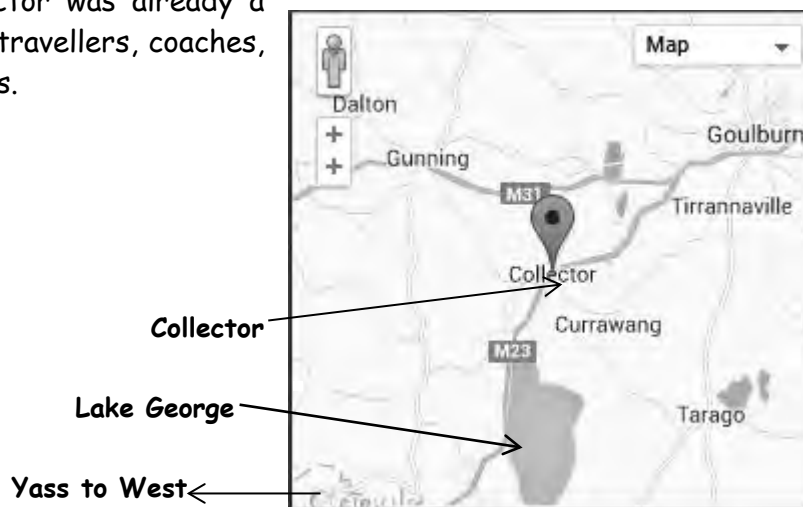 ctor was already a
travellers, coaches,
s.
Map
Dalton
Goulburn
Gunning
M31
Tirrannaville
Collector
Collector
Currawang
M23
Lake George
Tarago
Yass to West